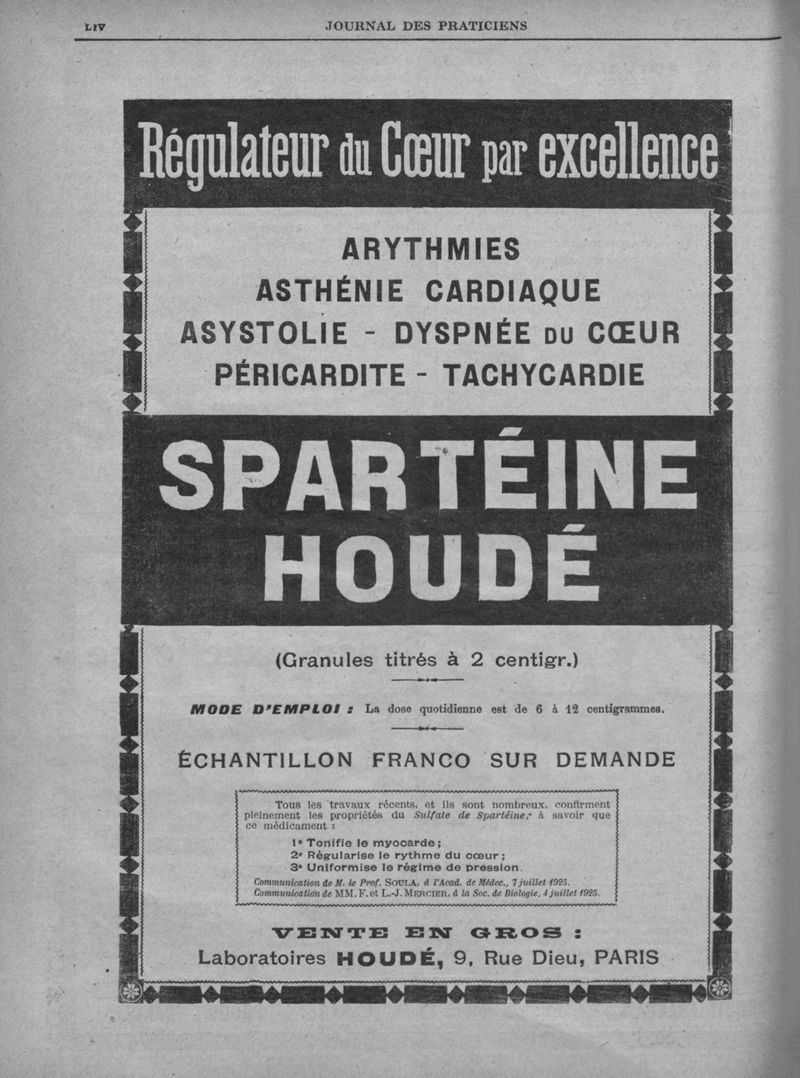 LIV
JOURNAL DES PRATICIENS
Régulateur du Cœur par excellence
ARYTHMIES
ASTHÉNIE CARDIAQUE
ASYSTOLIE - DYSPNÉE DU CŒUR
PÉRICARDITE - TACHYCARDIE
SPARTÉINE
HOUDÉ
(Granules titrés à 2 centigr.)
MODE D'EMPLOI : La dose quotidienne est de 6 à 12 centigrammes.
ÉCHANTILLON FRANCO SUR DEMANDE
Tous les travaux récents, et ils sont nombreux, confirment
pleinement les propriétés du Sulfate de Spartéine, à savoir que
ce médicament :
1° Tonifie le myocarde ;
2° Régularise le rythme du cœur ;
3° Uniformise le régime de pression.
Communication de M. le Prof. SOULA, à l'Acad. de Médec., 7 juillet 1925.
Communication de MM. F. et L.-J. MERCIER, à la Soc. de Biologie, 4 juillet 1925.
VENTE EN GROS :
Laboratoires HOUDÉ, 9, Rue Dieu, PARIS